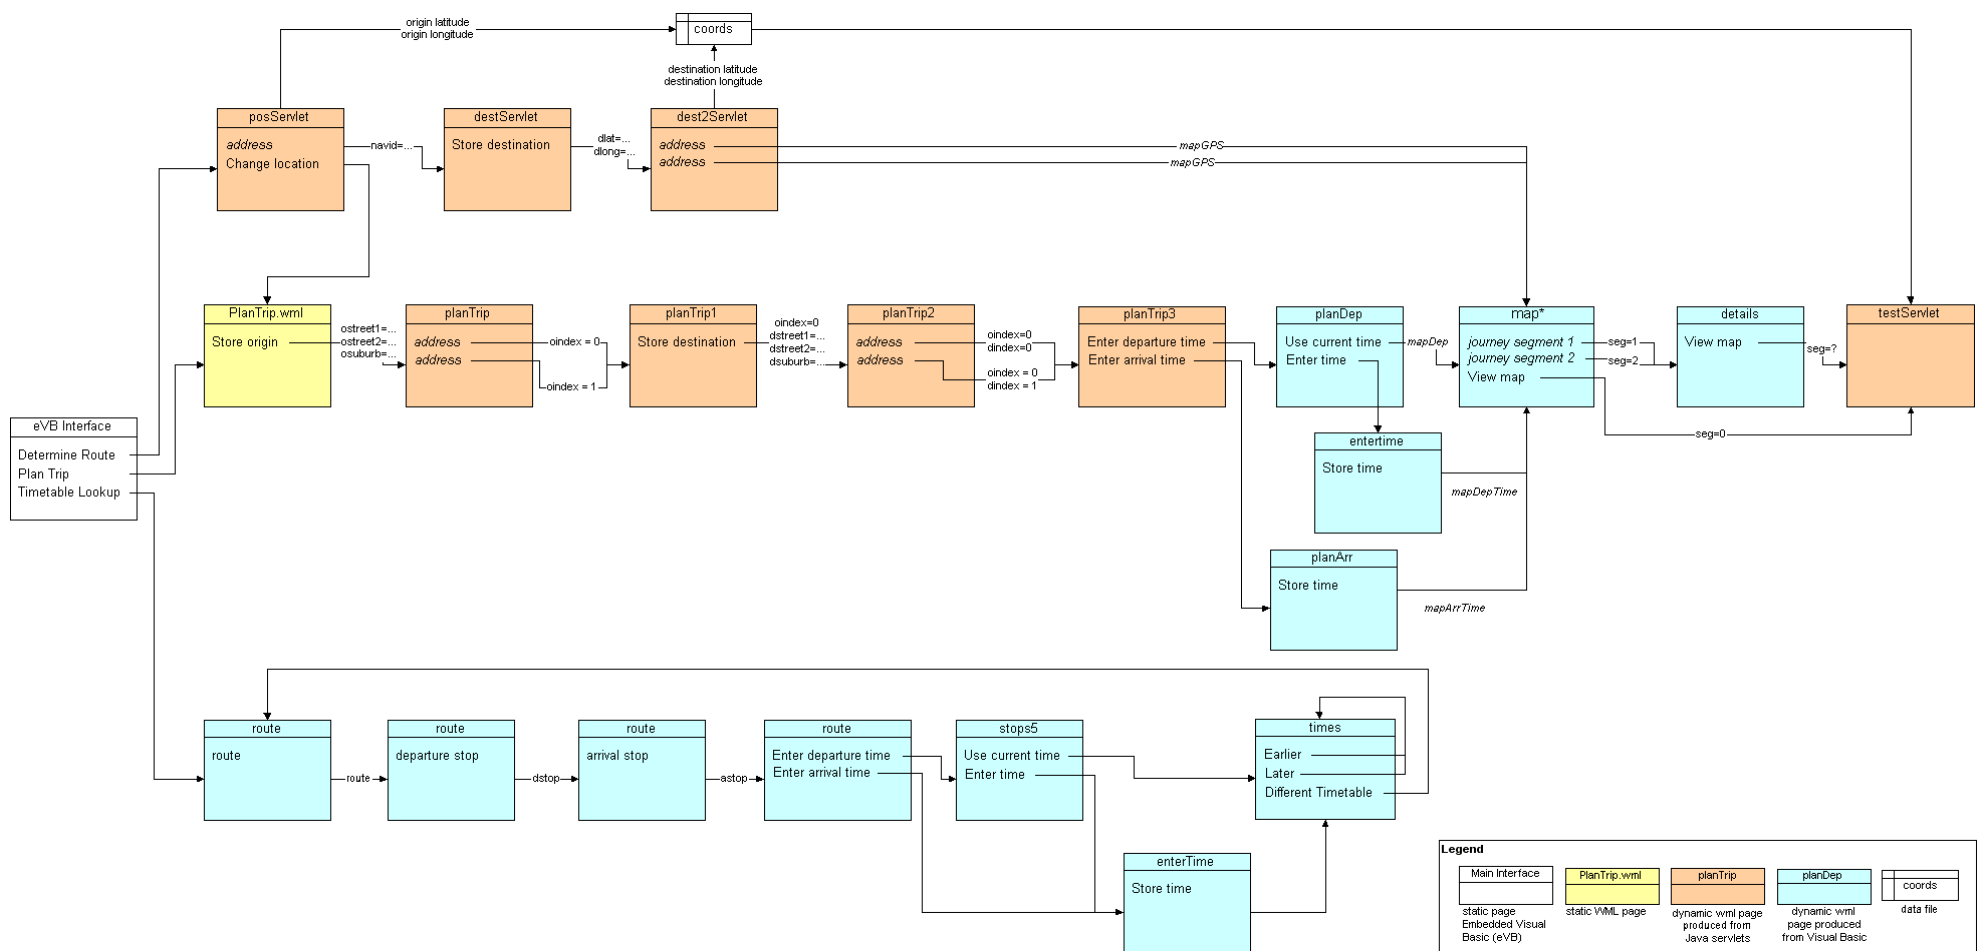 origin latitude
origin longitude
coords
destination latitude
destination longitude
posServlet
address
Change location
navid=...
destServlet
Store destination
dlat=...
dlong=...
dest2Servlet
address
address
mapGPS
mapGPS
PlanTrip.wml
Store origin
ostreet1=...
ostreet2=...
osuburb=...
planTrip
address
address
oindex = 0
oindex = 1
planTrip1
Store destination
oindex=0
dstreet1=...
dstreet2=...
dsuburb=...
planTrip2
address
address
oindex=0
dindex=0
oindex = 0
dindex = 1
planTrip3
Enter departure time
Enter arrival time
planDep
Use current time
Enter time
mapDep
map*
journey segment 1
journey segment 2
View map
seg=1
seg=2
details
View map
seg=?
testServlet
seg=0
eVB Interface
Determine Route
Plan Trip
Timetable Lookup
entertime
Store time
mapDepTime
planArr
Store time
mapArrTime
route
route
route
route
departure stop
dstop
route
arrival stop
astop
route
Enter departure time
Enter arrival time
stops5
Use current time
Enter time
times
Earlier
Later
Different Timetable
enterTime
Store time
Legend
Main Interface
static page
Embedded Visual
Basic (eVB)
PlanTrip.wml
static WML page
planTrip
dynamic wml page
produced from
Java servlets
planDep
dynamic wml
page produced
from Visual Basic
coords
data file